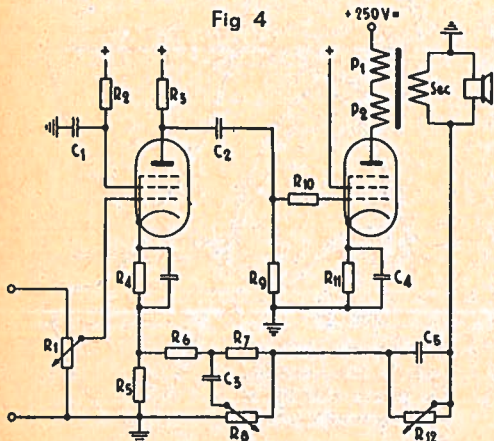 Fig 4
+250V=
+ + +
P1
P2
Sec
R2
R3
C1
C2
R10
R4
R9
R11
C4
R1
R6
R7
C5
R5
C3
R8
R12